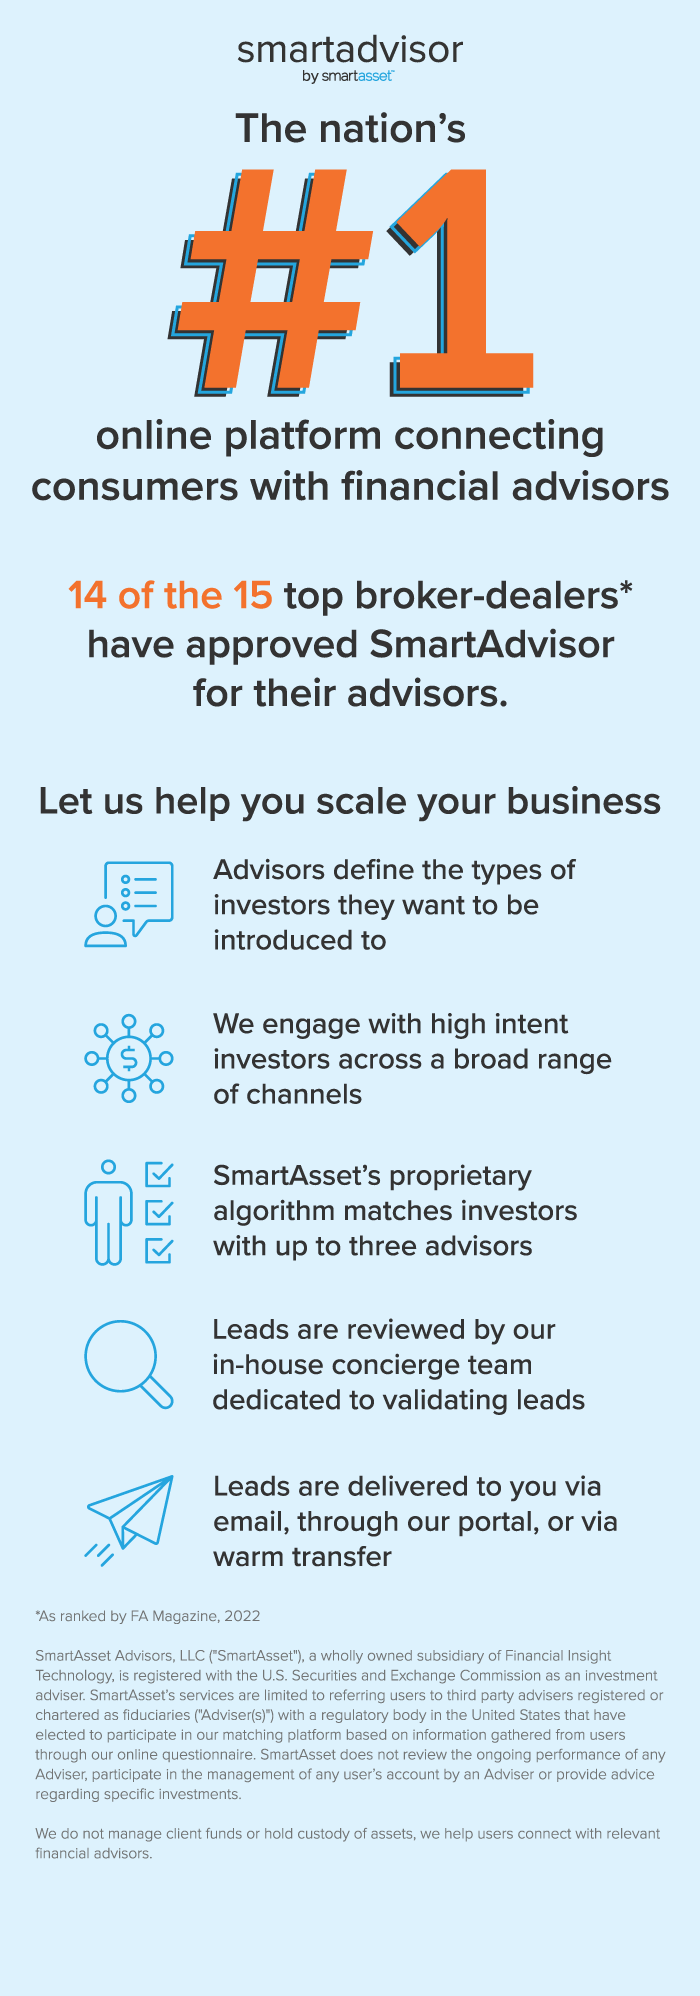 smartadvisor
by smartasset™
The nation's
#1
online platform connecting
consumers with financial advisors
14 of the 15 top broker-dealers*
have approved SmartAdvisor
for their advisors.
Let us help you scale your business
Advisors define the types of
investors they want to be
introduced to
$
We engage with high intent
investors across a broad range
of channels
SmartAsset's proprietary
algorithm matches investors
with up to three advisors
Leads are reviewed by our
in-house concierge team
dedicated to validating leads
Leads are delivered to you via
email, through our portal, or via
warm transfer
*As ranked by FA Magazine, 2022
SmartAsset Advisors, LLC ("SmartAsset"), a wholly owned subsidiary of Financial Insight
Technology, is registered with the U.S. Securities and Exchange Commission as an investment
adviser. SmartAsset's services are limited to referring users to third party advisers registered or
chartered as fiduciaries ("Adviser(s)") with a regulatory body in the United States that have
elected to participate in our matching platform based on information gathered from users
through our online questionnaire. SmartAsset does not review the ongoing performance of any
Adviser, participate in the management of any user's account by an Adviser or provide advice
regarding specific investments.
We do not manage client funds or hold custody of assets, we help users connect with relevant
financial advisors.